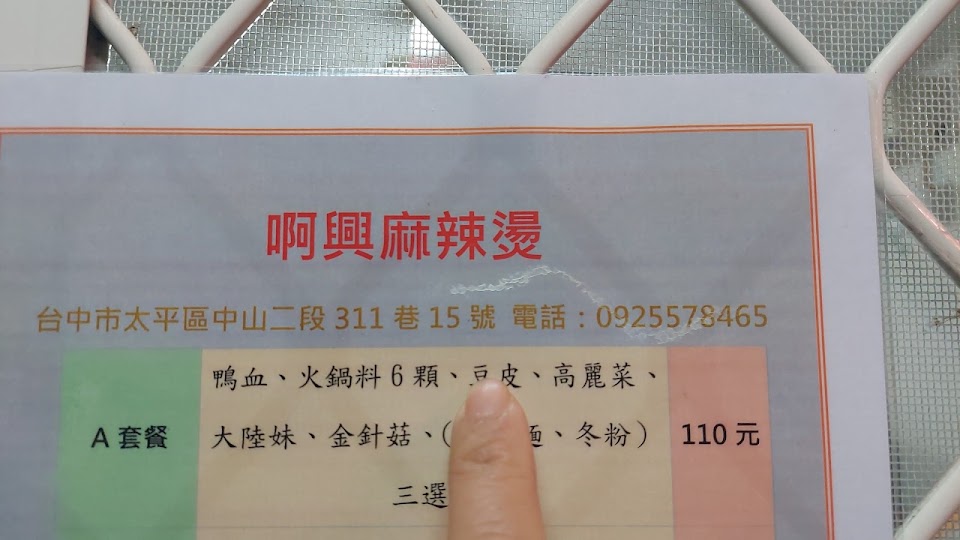 啊興麻辣燙
台中市太平區中山二段 311 巷 15 號 電話：0925578465
鴨血、火鍋料 6 顆、豆皮、高麗菜、
A 套餐 大陸妹、金針菇、（ 麵、冬粉） 110 元
三選